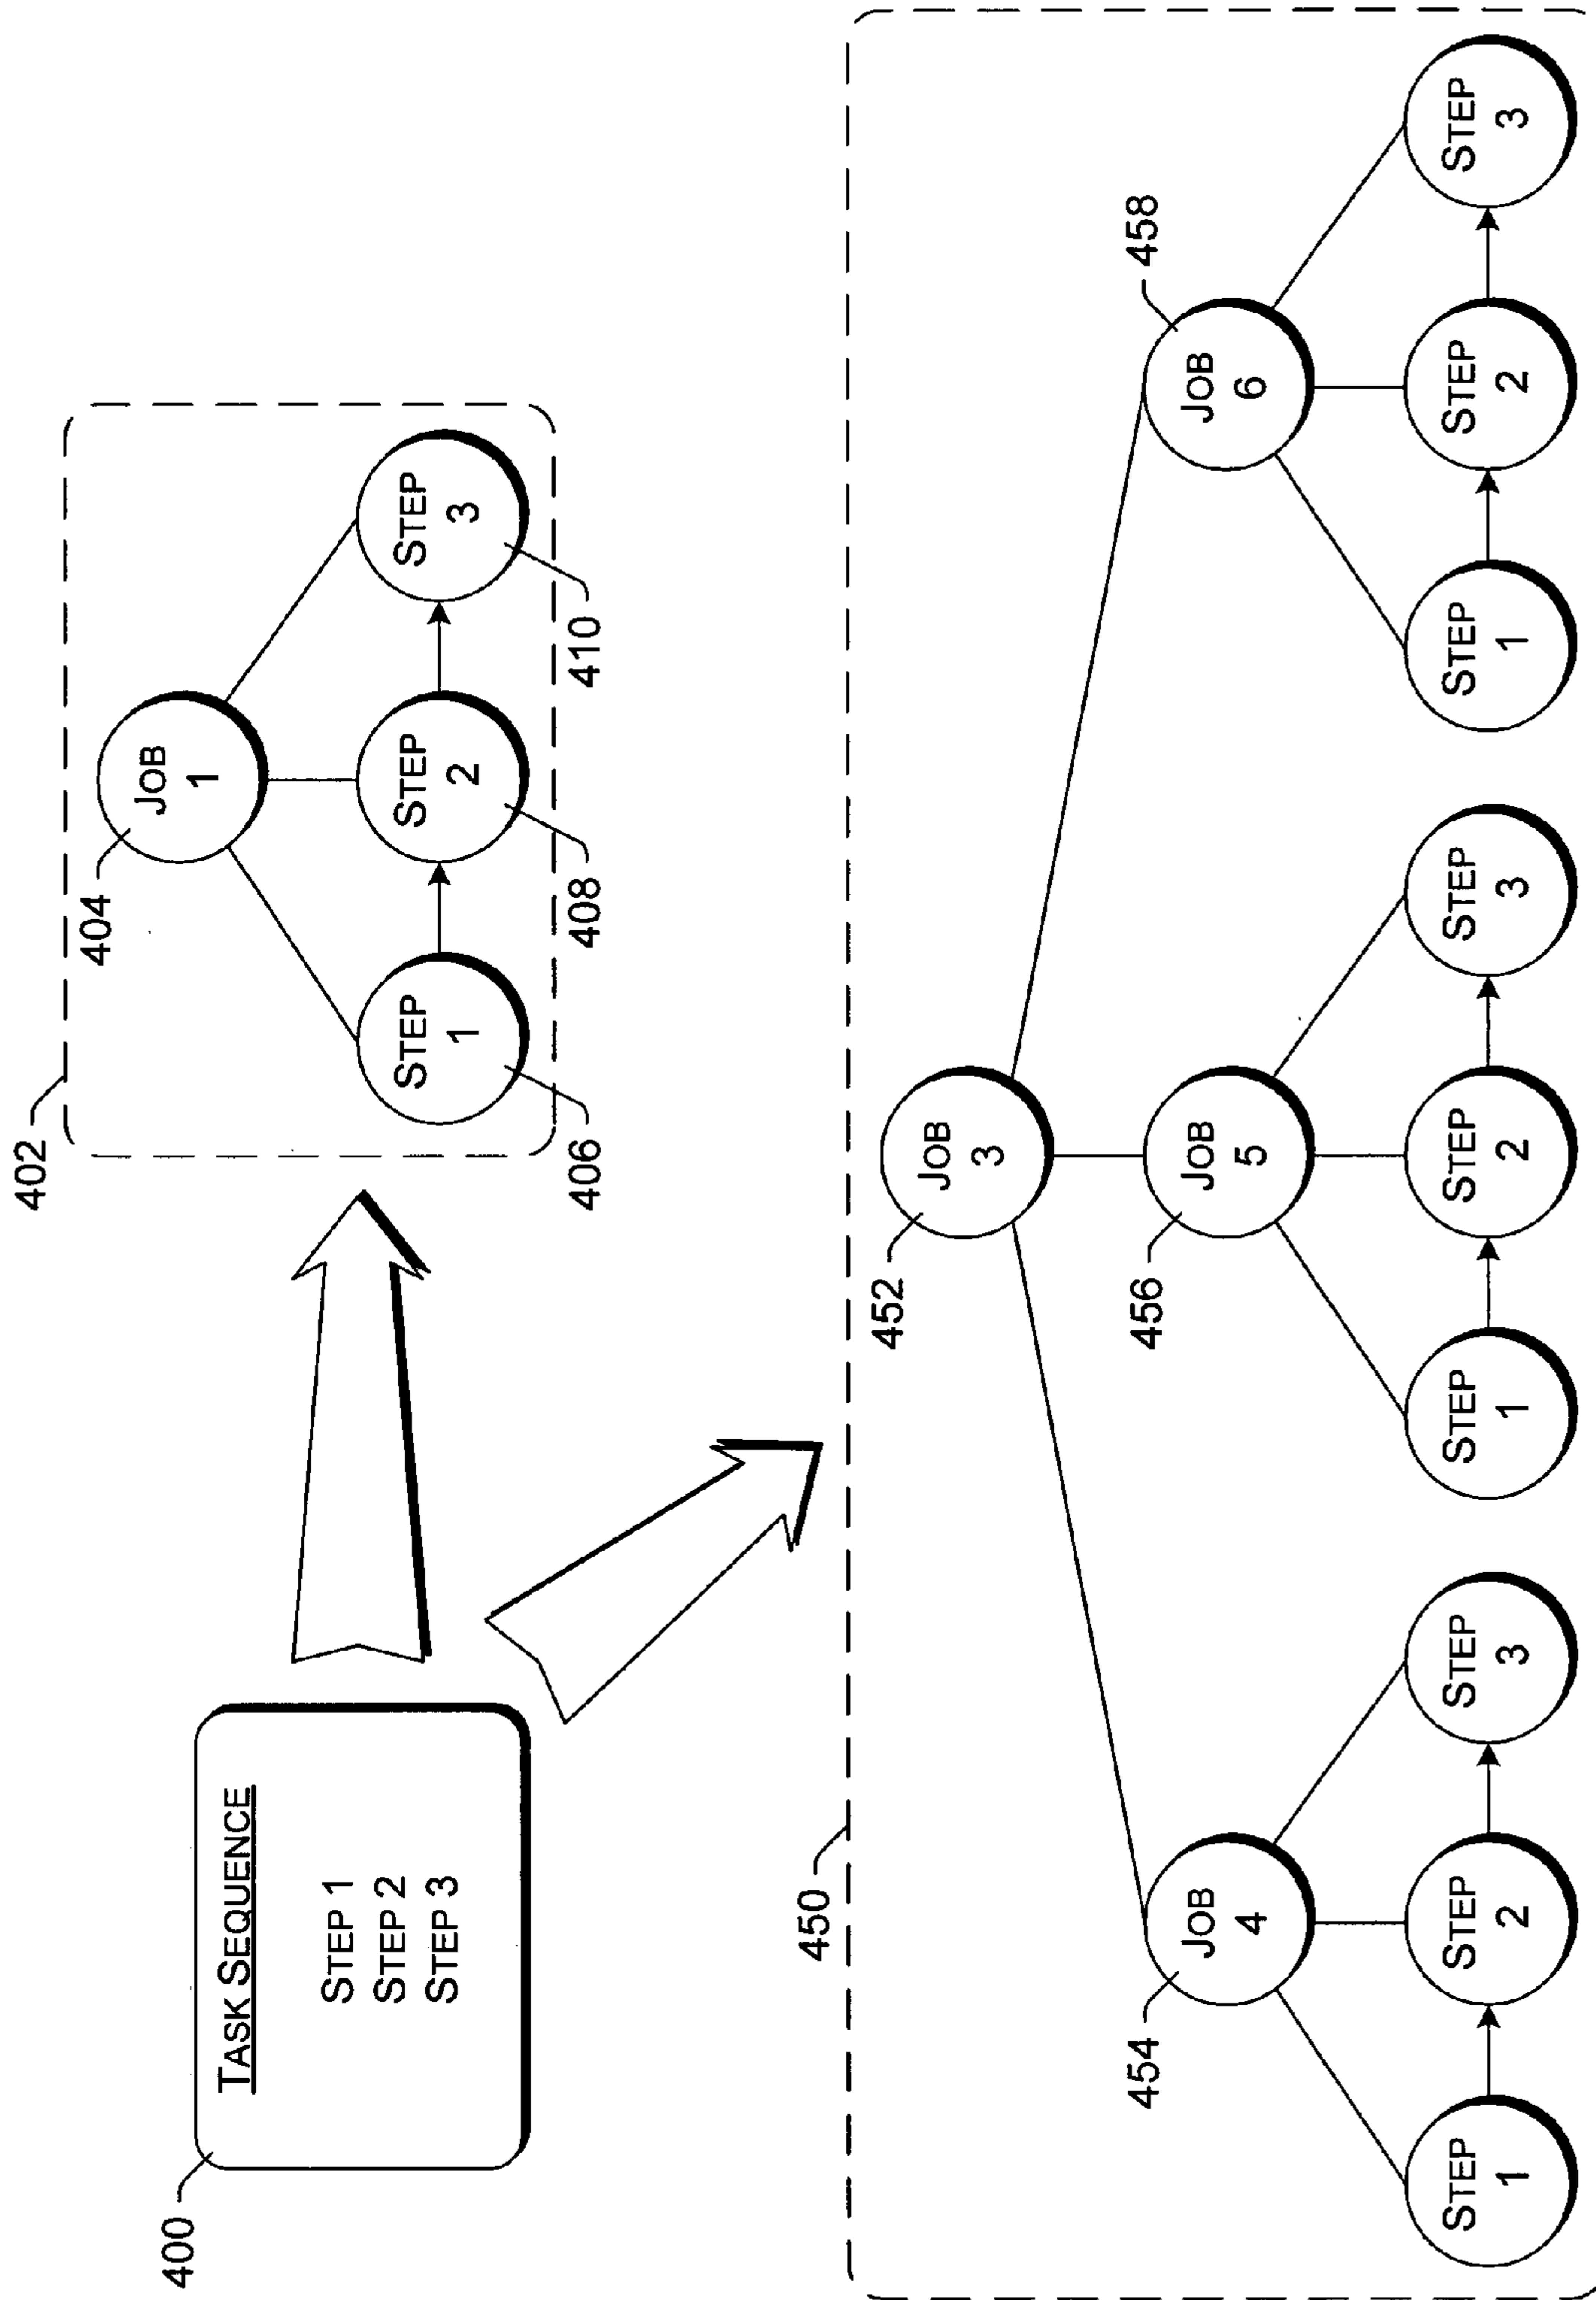 400
TASK SEQUENCE
STEP 1
STEP 2
STEP 3
402
404
JOB
1
STEP
1
STEP
2
STEP
3
406
408
410
450
452
JOB
3
454
JOB
4
456
JOB
5
458
JOB
6
STEP
1
STEP
2
STEP
3
STEP
1
STEP
2
STEP
3
STEP
1
STEP
2
STEP
3